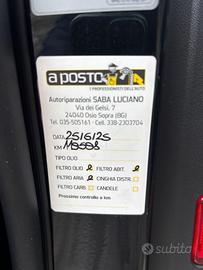 a posto
I PROFESSIONISTI DELL'AUTO
Autoriparazioni SABA LUCIANO
Via dei Gelsi, 7
24040 Osio Sopra (BG)
Tel. 035-505161 - Cell. 338-2303704
DATA 25/6/25
KM
TIPO OLIO
FILTRO OLIO FILTRO ABIT.
FILTRO ARIA CINGHIA DISTR.
FILTRO CARB. CANDELE
Prossimo controllo a km
subito